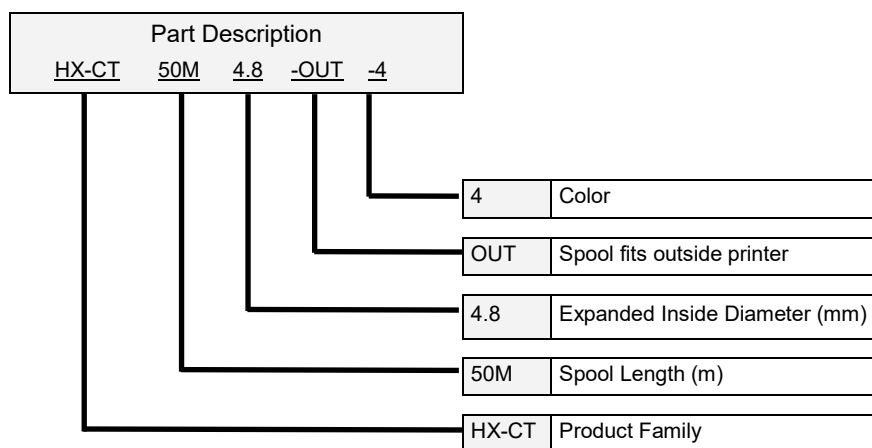 Part Description
HX-CT 50M 4.8 -OUT -4
4 Color
OUT Spool fits outside printer
4.8 Expanded Inside Diameter (mm)
50M Spool Length (m)
HX-CT Product Family